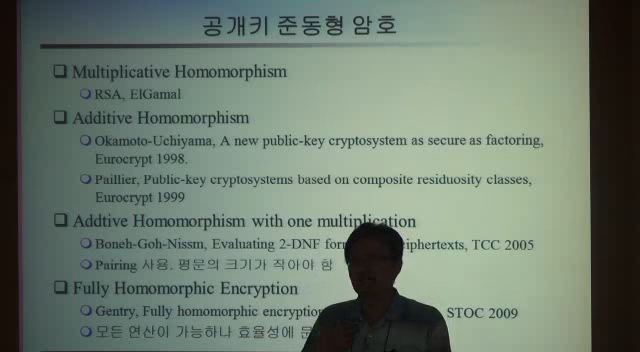 공개키 준동형 암호
❑ Multiplicative Homomorphism
❍ RSA, ElGamal
❑ Additive Homomorphism
❍ Okamoto-Uchiyama, A new public-key cryptosystem as secure as factoring,
Eurocrypt 1998.
❍ Paillier, Public-key cryptosystems based on composite residuosity classes,
Eurocrypt 1999
❑ Addtive Homomorphism with one multiplication
❍ Boneh-Goh-Nissm, Evaluating 2-DNF for iphertexts, TCC 2005
❍ Pairing 사용. 평문의 크기가 작아야 함
❑ Fully Homomorphic Encryption
❍ Gentry, Fully homomorphic encryption STOC 2009
❍ 모든 연산이 가능하나 효율성에